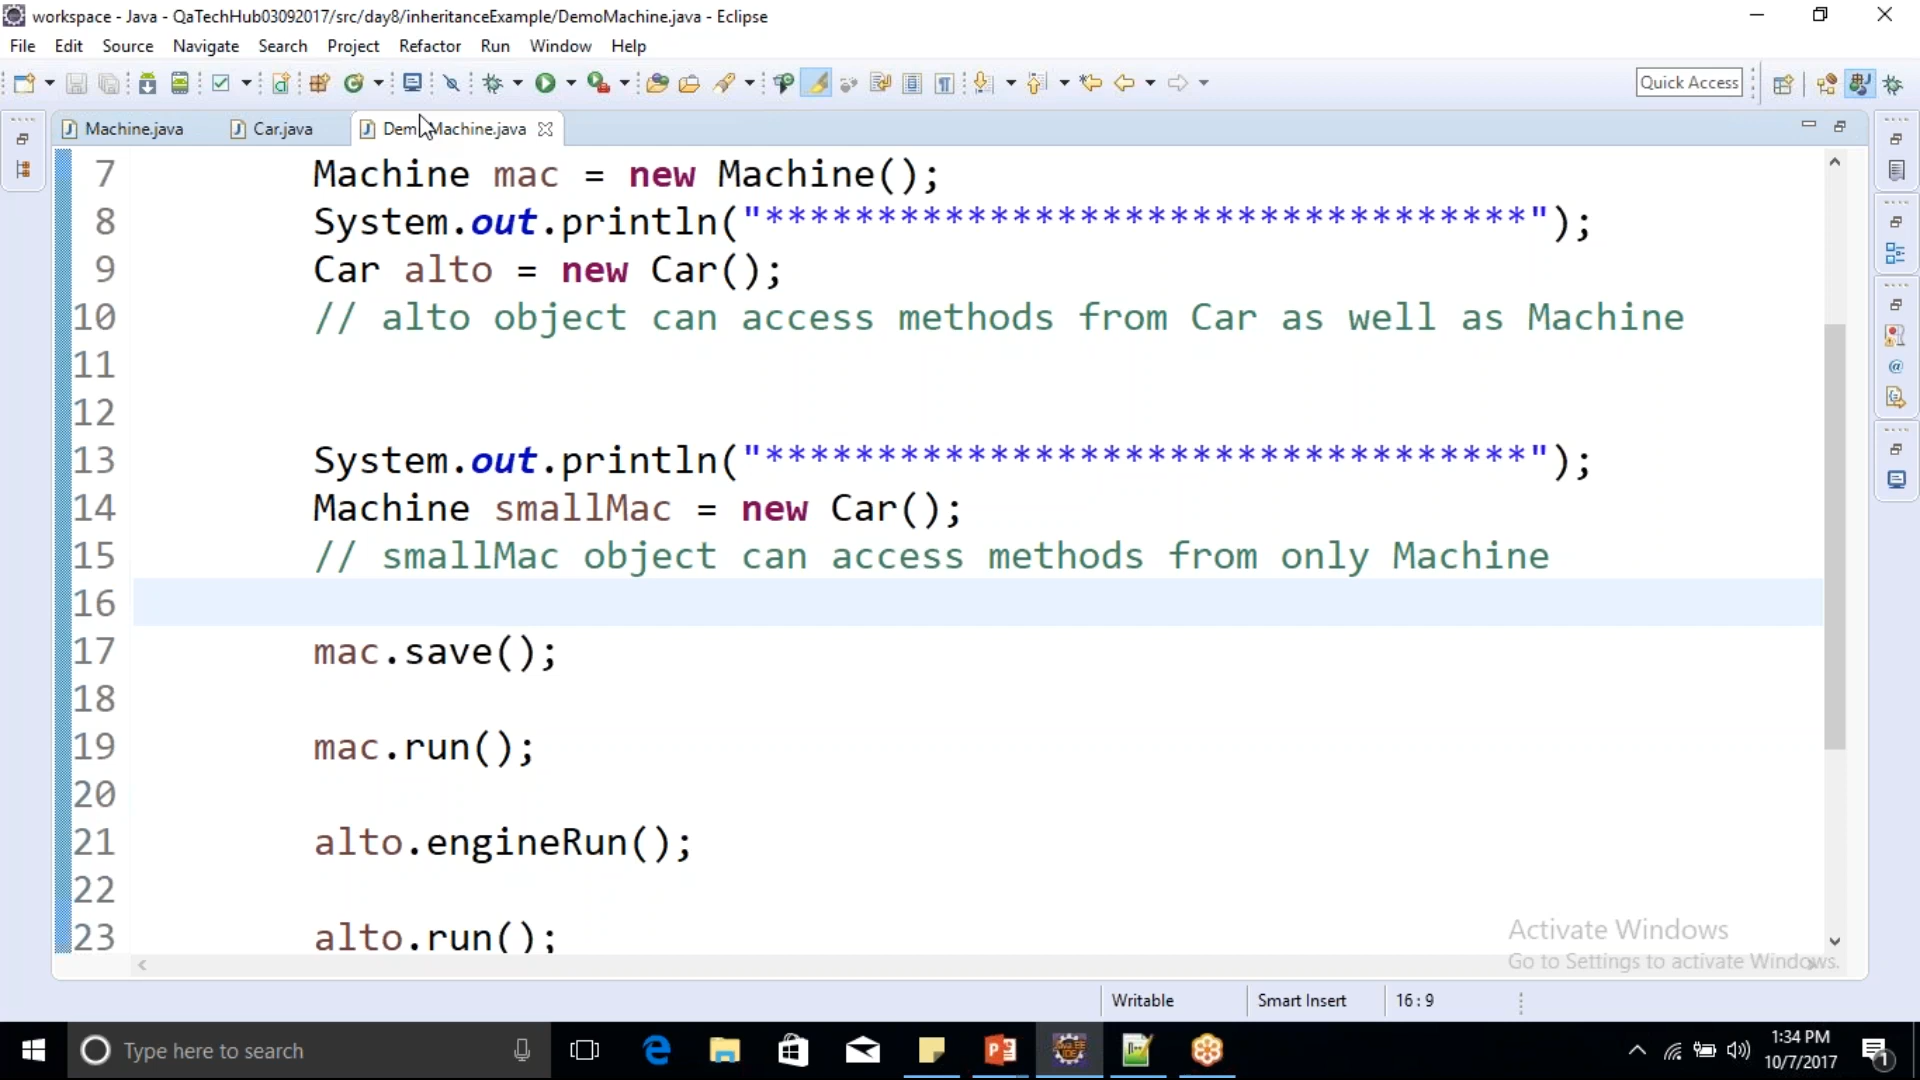 workspace - Java - QaTechHub03092017/src/day8/inheritanceExample/DemoMachine.java - Eclipse
File Edit Source Navigate Search Project Refactor Run Window Help
Quick Access
Machine.java Car.java DemoMachine.java
7 Machine mac = new Machine();
8 System.out.println("**********************************");
9 Car alto = new Car();
10 // alto object can access methods from Car as well as Machine
11
12
13 System.out.println("**********************************");
14 Machine smallMac = new Car();
15 // smallMac object can access methods from only Machine
16
17 mac.save();
18
19 mac.run();
20
21 alto.engineRun();
22
23 alto.run();
Activate Windows
Go to Settings to activate Windows.
Writable Smart Insert 16 : 9
Type here to search
1:34 PM
10/7/2017
1